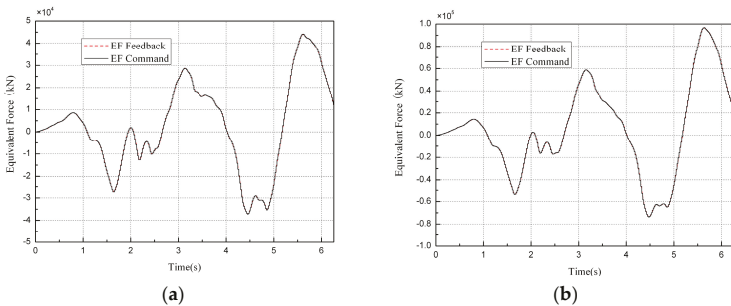 ×10⁴
5
4
3
2
1
0
-1
-2
-3
-4
-5
Equivalent Force (kN)
EF Feedback
EF Command
0 1 2 3 4 5 6
Time(s)
(a)
×10⁵
1.0
0.8
0.6
0.4
0.2
0.0
-0.2
-0.4
-0.6
-0.8
-1.0
Equivalent Force (kN)
EF Feedback
EF Command
0 1 2 3 4 5 6
Time(s)
(b)